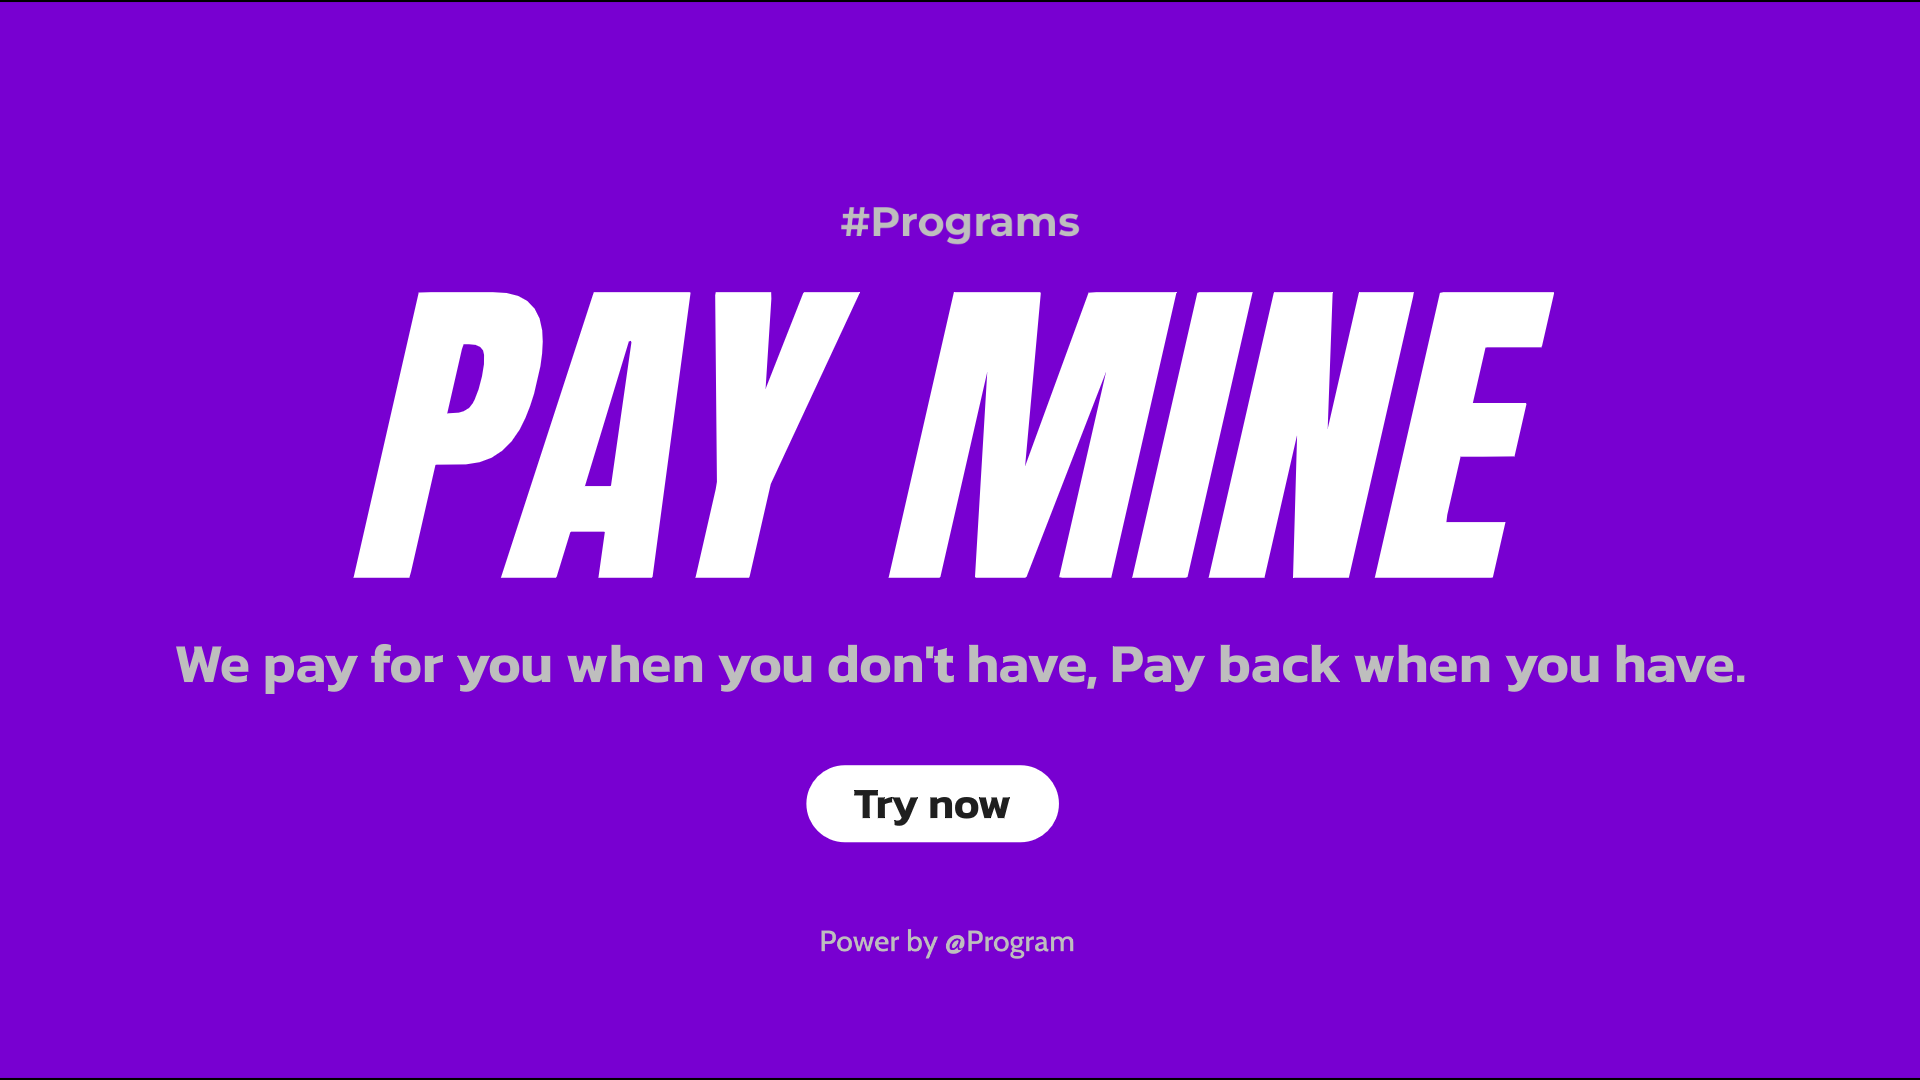 #Programs
PAY MINE
We pay for you when you don't have, Pay back when you have.
Try now
Power by @Program